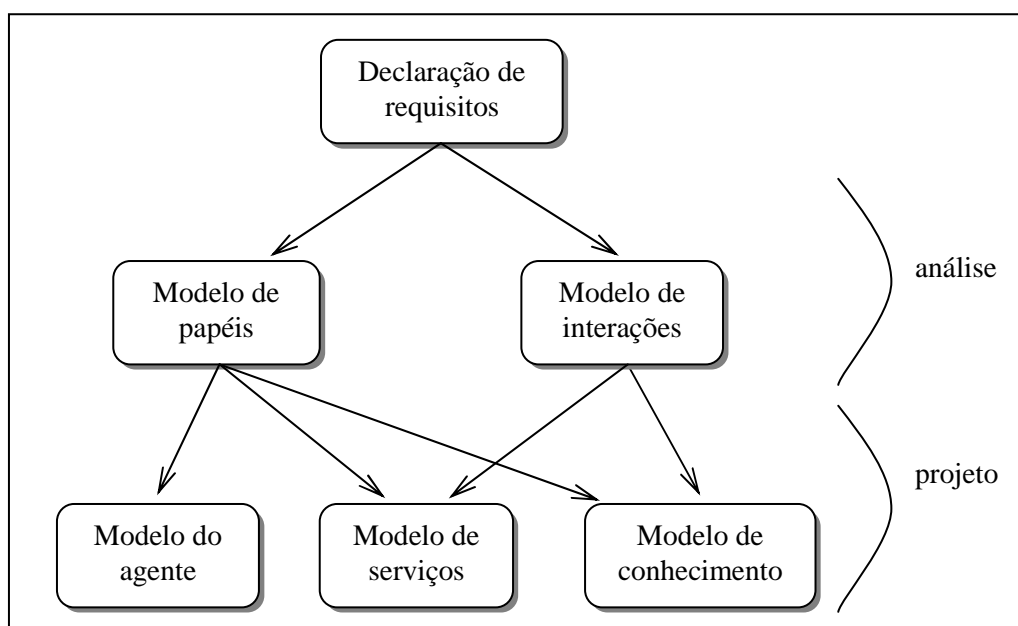 Declaração de
requisitos
análise
Modelo de
papéis
Modelo de
interações
projeto
Modelo do
agente
Modelo de
serviços
Modelo de
conhecimento